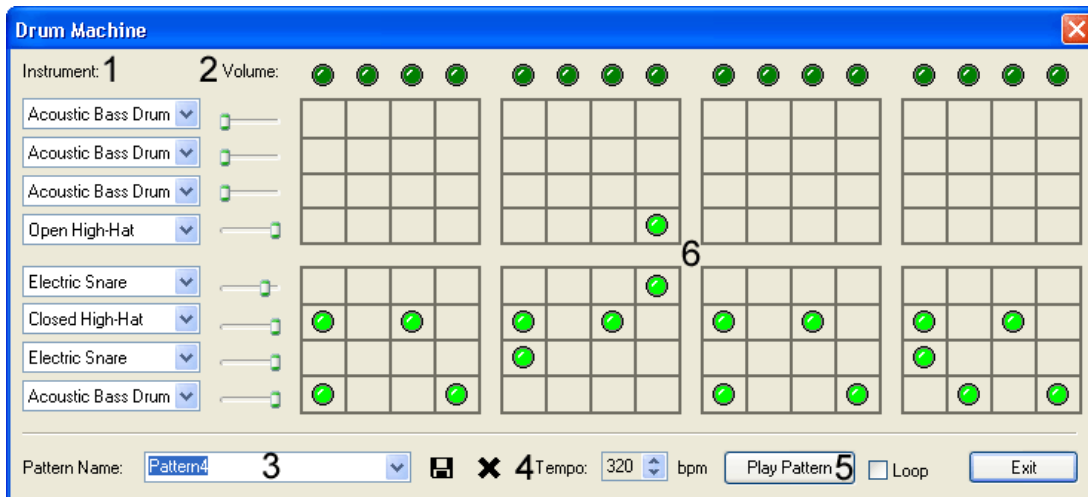 Drum Machine
Instrument: 1 2 Volume:
Acoustic Bass Drum
Acoustic Bass Drum
Acoustic Bass Drum
Open High-Hat
6
Electric Snare
Closed High-Hat
Electric Snare
Acoustic Bass Drum
Pattern Name: Pattern4 3 4 Tempo: 320 bpm Play Pattern 5 Loop Exit